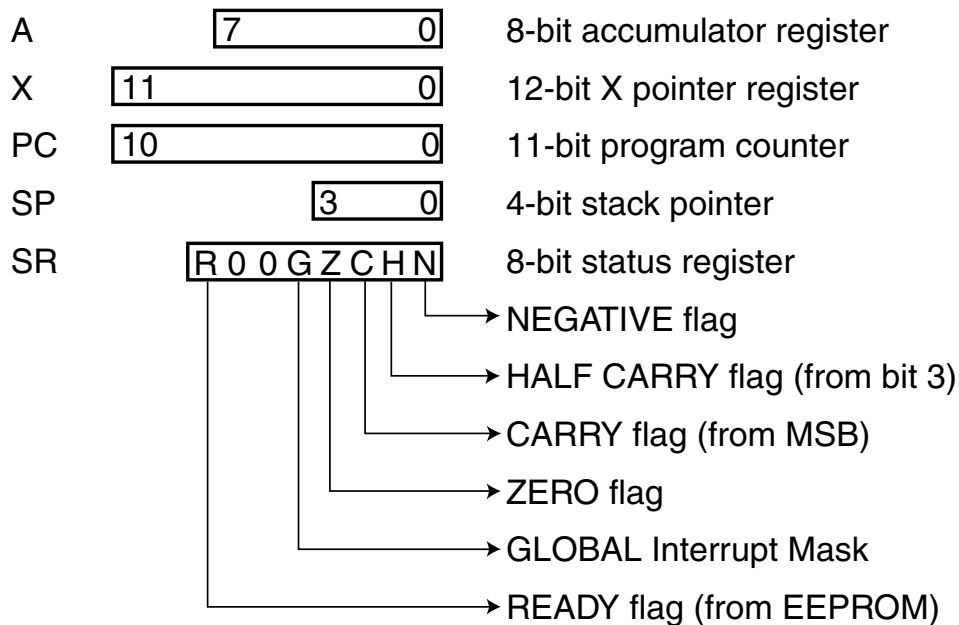 A 7 0 8-bit accumulator register
X 11 0 12-bit X pointer register
PC 10 0 11-bit program counter
SP 3 0 4-bit stack pointer
SR R 0 0 G Z C H N 8-bit status register
NEGATIVE flag
HALF CARRY flag (from bit 3)
CARRY flag (from MSB)
ZERO flag
GLOBAL Interrupt Mask
READY flag (from EEPROM)